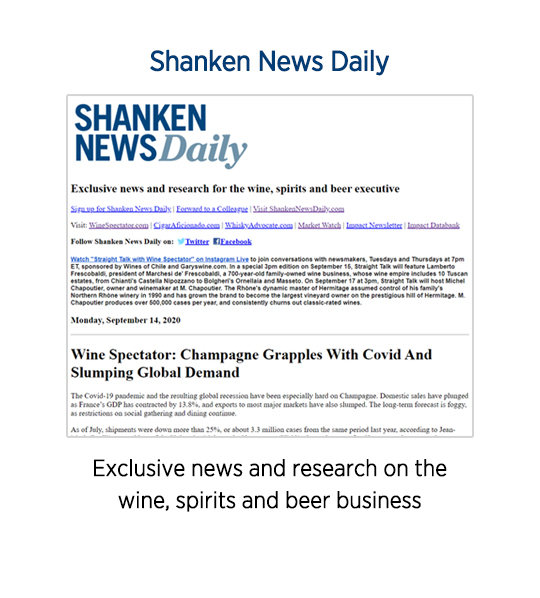 Shanken News Daily
SHANKEN
NEWS Daily
Exclusive news and research for the wine, spirits and beer executive
Sign up for Shanken News Daily | Forward to a Colleague | Visit ShankenNewsDaily.com
Visit: WineSpectator.com | CigarAficionado.com | WhiskyAdvocate.com | Market Watch | Impact Newsletter | Impact Databank
Follow Shanken News Daily on: Twitter Facebook
Watch "Straight Talk with Wine Spectator" on Instagram Live to join conversations with newsmakers, Tuesdays and Thursdays at 7pm
ET, sponsored by Wines of Chile and Garyswine.com. In a special 3pm edition on September 15, Straight Talk will feature Lamberto
Frescobaldi, president of Marchesi de' Frescobaldi, a 700-year-old family-owned wine business, whose wine empire includes 10 Tuscan
estates, from Chianti's Castella Nipozzano to Bolgheri's Ornellaia and Masseto. On September 17 at 3pm, Straight Talk will host Michel
Chapoutier, owner and winemaker at M. Chapoutier. The Rhône's dynamic master of Hermitage assumed control of his family's
Northern Rhône winery in 1990 and has grown the brand to become the largest vineyard owner on the prestigious hill of Hermitage. M.
Chapoutier produces over 500,000 cases per year, and consistently churns out classic-rated wines.
Monday, September 14, 2020
Wine Spectator: Champagne Grapples With Covid And
Slumping Global Demand
The Covid-19 pandemic and the resulting global recession have been especially hard on Champagne. Domestic sales have plunged
as France's GDP has contracted by 13.8%, and exports to most major markets have also slumped. The long-term forecast is foggy,
as restrictions on social gathering and dining continue.
As of July, shipments were down more than 25%, or about 3.3 million cases from the same period last year, according to Jean-
Exclusive news and research on the
wine, spirits and beer business